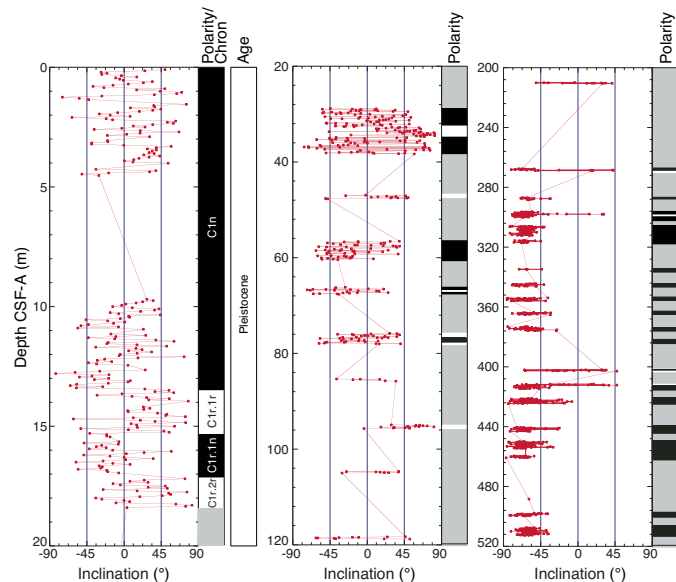 Polarity/
Chron
Age
Polarity
Polarity
0
5
10
15
20
Depth CSF-A (m)
C1n
C1r.1r
C1r.1n
C1r.2r
Pleistocene
-90 -45 0 45 90
Inclination (°)
20
40
60
80
100
120
-90 -45 0 45 90
Inclination (°)
200
240
280
320
360
400
440
480
520
-90 -45 0 45 90
Inclination (°)